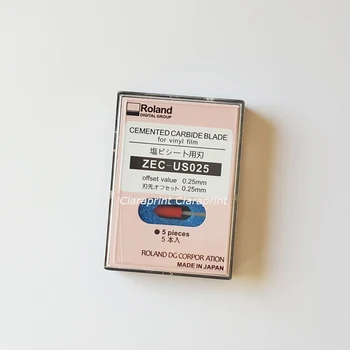 Roland
DIGITAL GROUP
CEMENTED CARBIDE BLADE
for vinyl film
塩ビシート用刃
ZEC-US025
offset value 0.25mm
刃先オフセット 0.25mm
Claraprint Claraprint
● 5 pieces
5 本入
ROLAND DG CORPOR ATION
MADE IN JAPAN